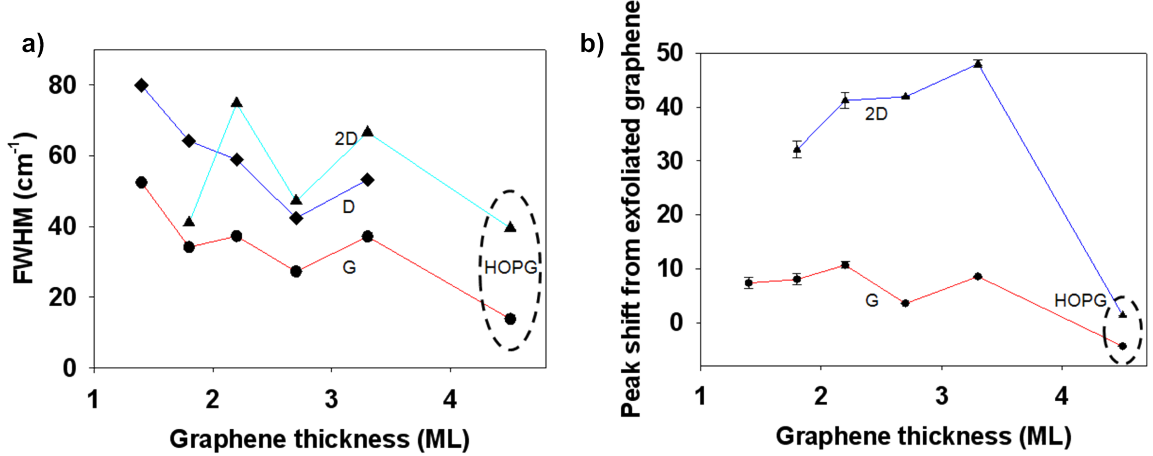 a)
FWHM (cm-1)
80
60
40
20
0
2D
D
G
HOPG
1
2
3
4
Graphene thickness (ML)
b)
Peak shift from exfoliated graphene
50
40
30
20
10
0
2D
G
HOPG
1
2
3
4
Graphene thickness (ML)